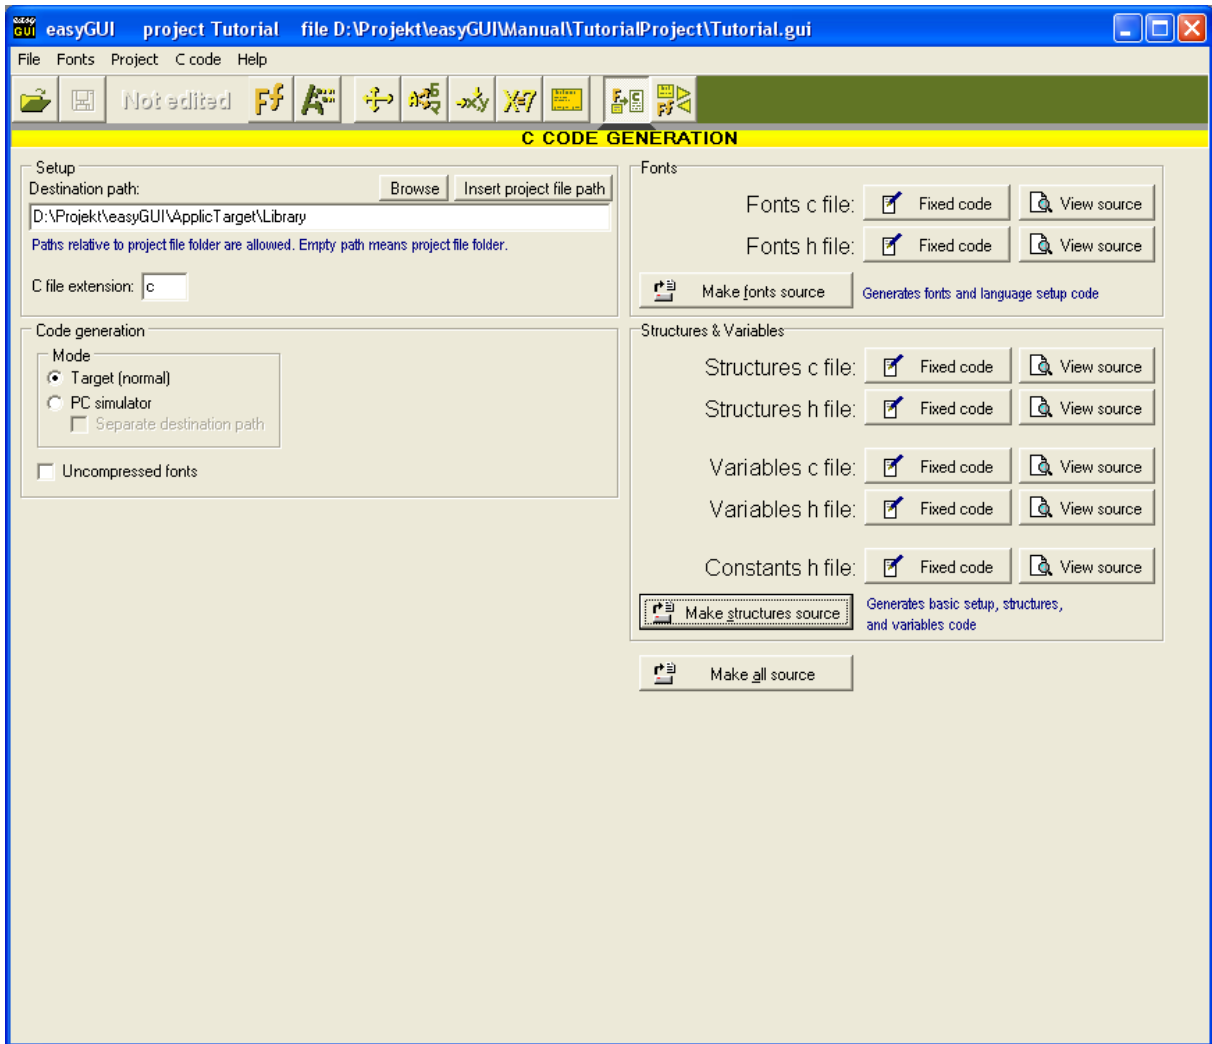 easy GUI easyGUI project Tutorial file D:\Projekt\easyGUI\Manual\TutorialProject\Tutorial.gui
File Fonts Project C code Help
Not edited Ff X=7
C CODE GENERATION
Setup
Destination path: Browse Insert project file path
D:\Projekt\easyGUI\ApplicTarget\Library
Paths relative to project file folder are allowed. Empty path means project file folder.
C file extension: c
Code generation
Mode
Target (normal)
PC simulator
Separate destination path
Uncompressed fonts
Fonts
Fonts c file: Fixed code View source
Fonts h file: Fixed code View source
Make fonts source Generates fonts and language setup code
Structures & Variables
Structures c file: Fixed code View source
Structures h file: Fixed code View source
Variables c file: Fixed code View source
Variables h file: Fixed code View source
Constants h file: Fixed code View source
Make structures source Generates basic setup, structures,
and variables code
Make all source